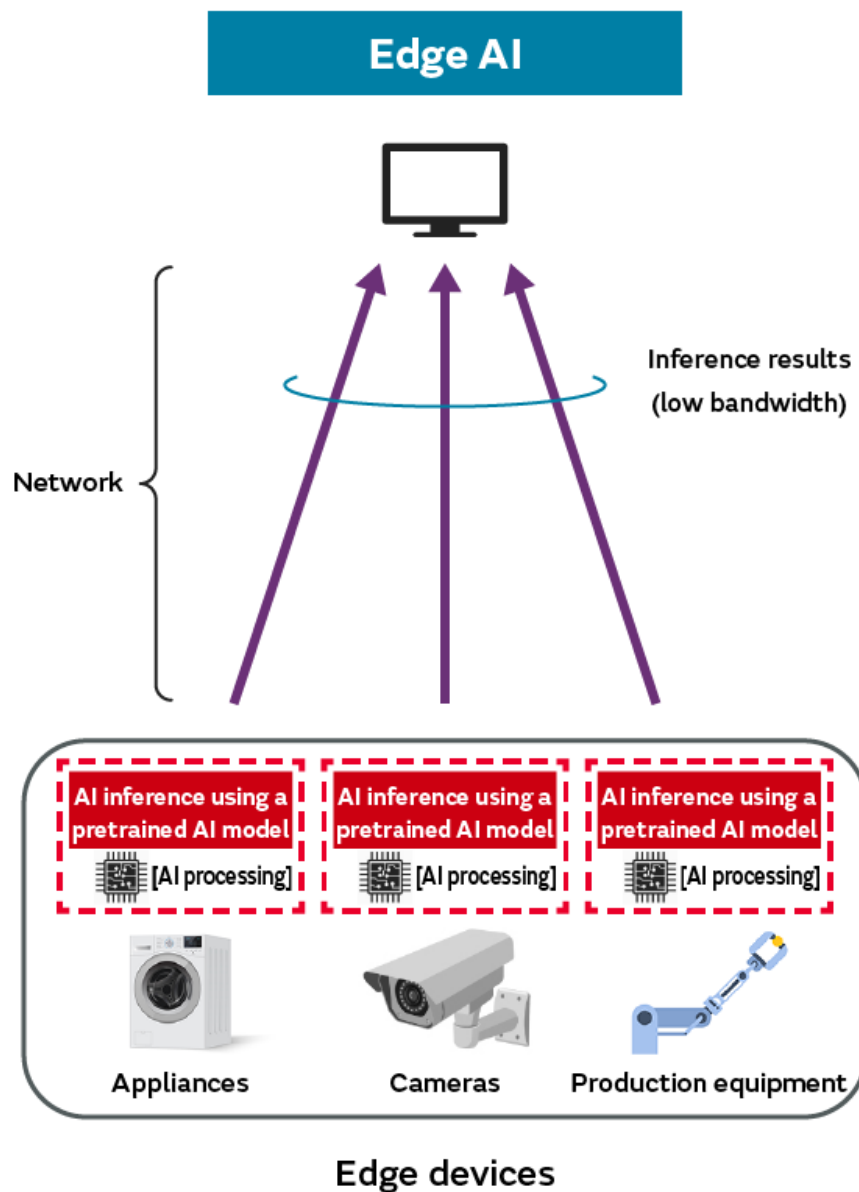 Edge AI
Inference results
(low bandwidth)
Network
AI inference using a
pretrained AI model
[AI processing]
AI inference using a
pretrained AI model
[AI processing]
AI inference using a
pretrained AI model
[AI processing]
Appliances
Cameras
Production equipment
Edge devices